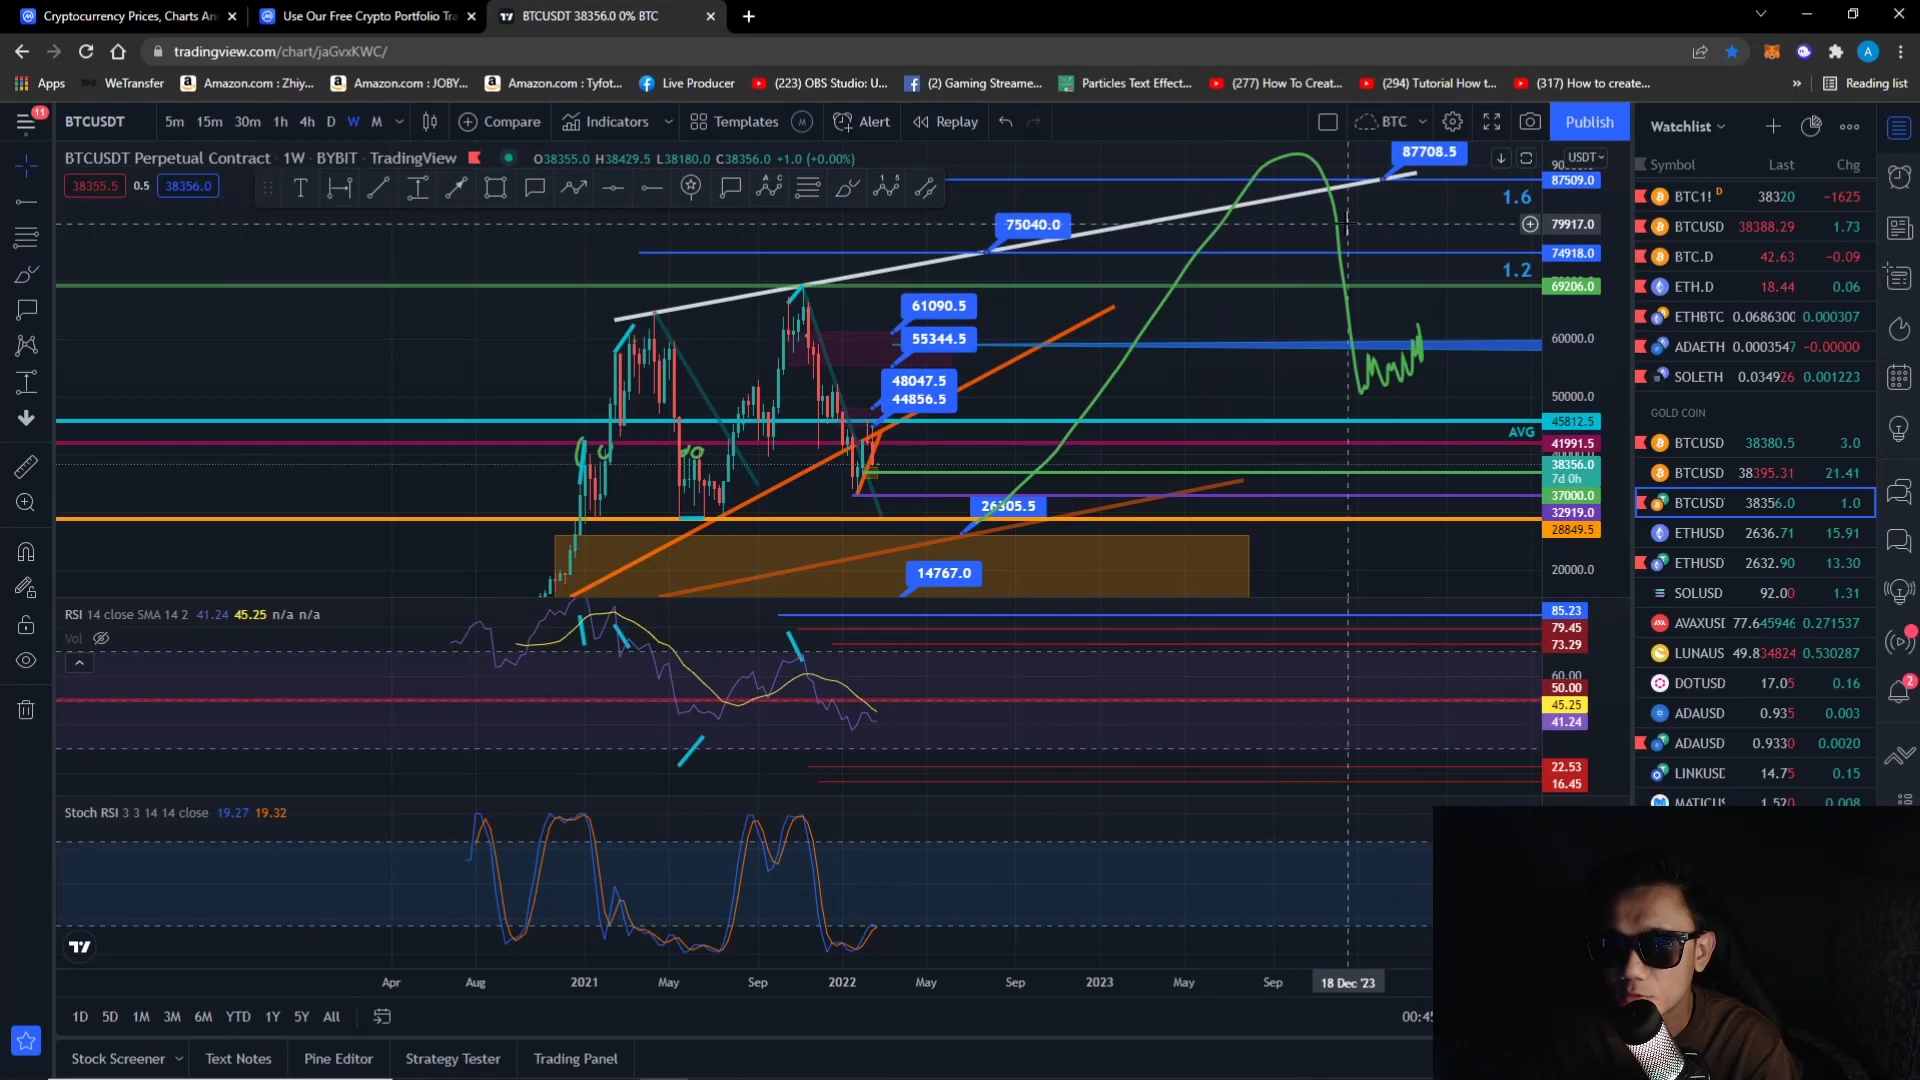 Cryptocurrency Prices, Charts An
Use Our Free Crypto Portfolio Tra
BTCUSDT 38356.0 0% BTC
tradingview.com/chart/jaGvxKWC/
A
Apps
WeTransfer
Amazon.com : Zhiy...
Amazon.com : JOBY...
Amazon.com : Tyfot...
Live Producer
(223) OBS Studio: U...
(2) Gaming Streame...
Particles Text Effect...
(277) How To Creat...
(294) Tutorial How t...
(317) How to create...
Reading list
11
BTCUSDT
5m 15m 30m 1h 4h D W M
Compare
Indicators
Templates
M
Alert
Replay
BTC
Publish
BTCUSDT Perpetual Contract · 1W · BYBIT · TradingView
O38355.0 H38429.5 L38180.0 C38356.0 +1.0 (+0.00%)
38355.5 0.5 38356.0
87708.5
USDT
87509.0
1.6
75040.0
79917.0
74918.0
1.2
69206.0
61090.5
55344.5
60000.0
48047.5
44856.5
50000.0
45812.5
AVG
41991.5
38356.0
7d 0h
37000.0
26305.5
32919.0
28849.5
14767.0
20000.0
RSI 14 close SMA 14 2 41.24 45.25 n/a n/a
Vol
85.23
79.45
73.29
60.00
50.00
45.25
41.24
22.53
16.45
Stoch RSI 3 3 14 14 close 19.27 19.32
Apr Aug 2021 May Sep 2022 May Sep 2023 May Sep 18 Dec '23
1D 5D 1M 3M 6M YTD 1Y 5Y All
00:45
Stock Screener
Text Notes
Pine Editor
Strategy Tester
Trading Panel
Watchlist
Symbol Last Chg
BTC1! D 38320 −1625
BTCUSD 38388.29 1.73
BTC.D 42.63 −0.09
ETH.D 18.44 0.06
ETHBTC 0.068630 0.000307
ADAETH 0.0003547 −0.00000
SOLETH 0.034926 0.001223
GOLD COIN
BTCUSD 38380.5 3.0
BTCUSD 38395.31 21.41
BTCUSD 38356.0 1.0
ETHUSD 2636.71 15.91
ETHUSD 2632.90 13.30
SOLUSD 92.00 1.31
AVAXUSI 77.645946 0.271537
LUNAUS 49.834824 0.530287
DOTUSD 17.05 0.16
ADAUSD 0.935 0.003
ADAUSD 0.9330 0.0020
LINKUSD 14.75 0.15
MATICUS 1.520 0.008
2